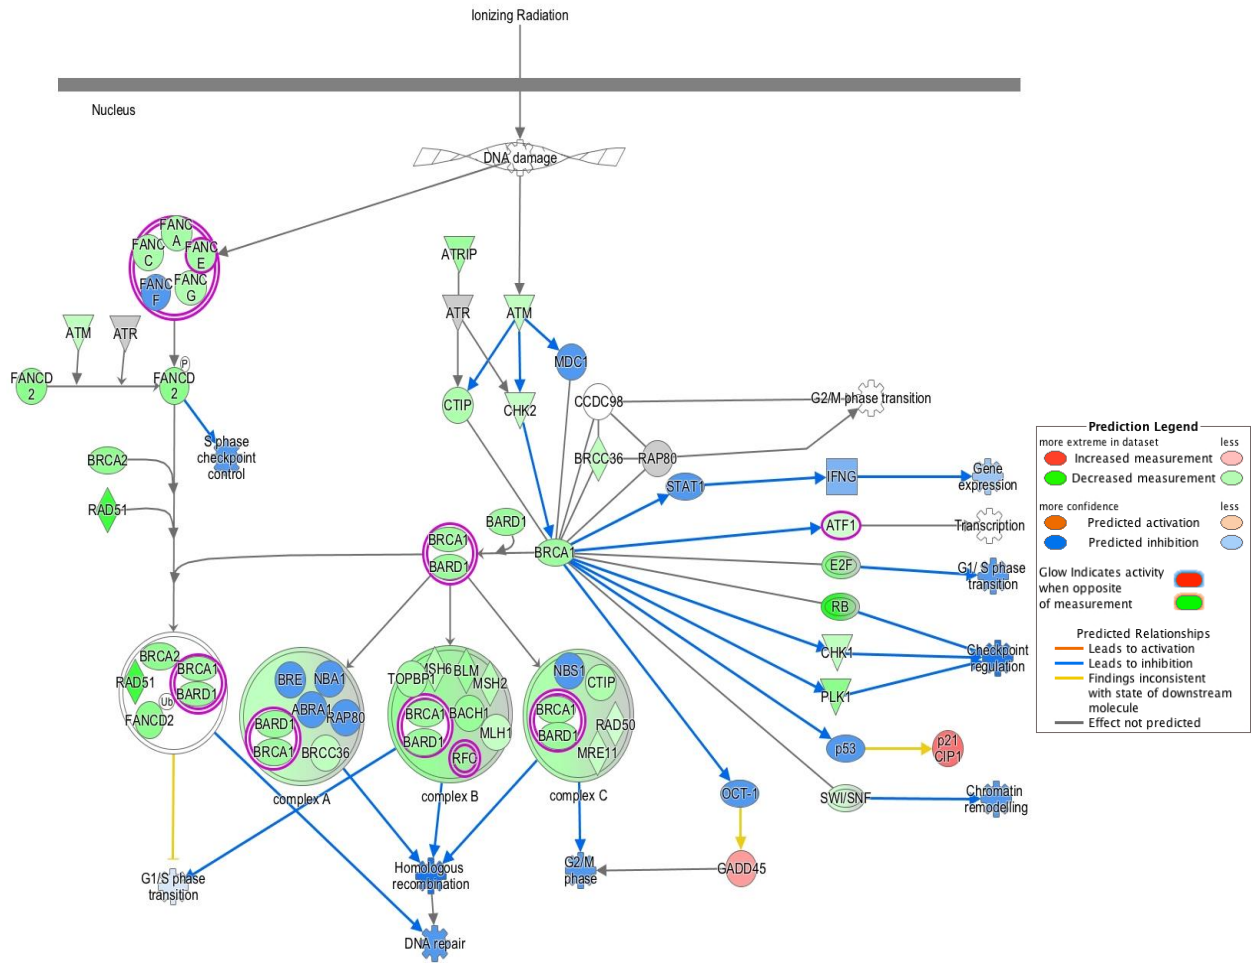 Ionizing Radiation
Nucleus
DNA damage
FANC
A
FANC
C
FANC
E
FANC
F
FANC
G
ATRIP
ATR
ATM
ATM
ATR
MDC1
FANCD
2
P
FANCD
2
CTIP
CHK2
CCDC98
G2/M phase transition
BRCC36
RAP80
S phase
checkpoint
control
BRCA2
RAD51
STAT1
IFNG
Gene
expression
BARD1
BRCA1
BARD1
BRCA1
ATF1
Transcription
E2F
G1/ S phase
transition
RB
CHK1
Checkpoint
regulation
PLK1
p53
p21
CIP1
OCT-1
SWI/SNF
Chromatin
remodelling
GADD45
BRCA2
BRCA1
RAD51
BARD1
Ub
FANCD2
BRE
NBA1
ABRA1
RAP80
BARD1
BRCA1
BRCC36
complex A
MSH6
BLM
TOPBP1
MSH2
BRCA1
BACH1
BARD1
MLH1
RFC
complex B
NBS1
CTIP
BRCA1
RAD50
BARD1
MRE11
complex C
G1/S phase
transition
Homologous
recombination
G2/M
phase
DNA repair
Prediction Legend
more extreme in dataset less
Increased measurement
Decreased measurement
more confidence less
Predicted activation
Predicted inhibition
Glow Indicates activity
when opposite
of measurement
Predicted Relationships
Leads to activation
Leads to inhibition
Findings inconsistent
with state of downstream
molecule
Effect not predicted